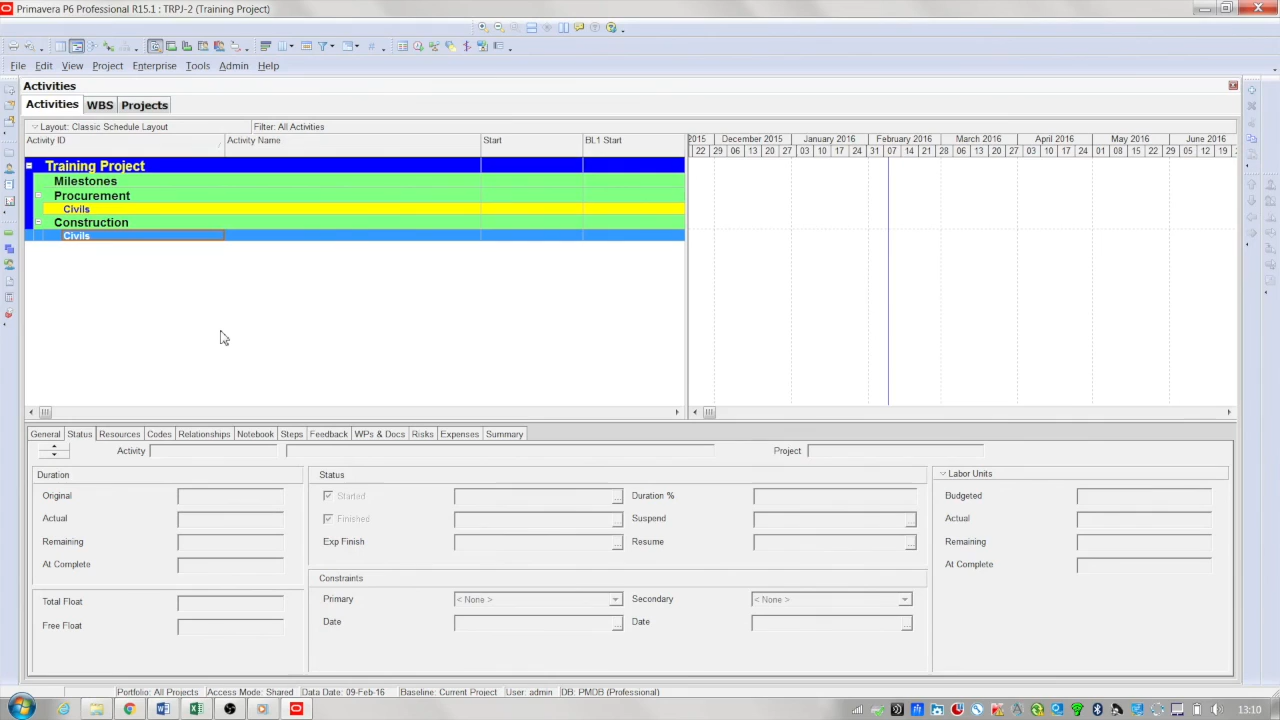 Primavera P6 Professional R15.1 : TRPJ-2 (Training Project)
File Edit View Project Enterprise Tools Admin Help
Activities
Activities WBS Projects
Layout: Classic Schedule Layout Filter: All Activities
Activity ID Activity Name Start BL1 Start
2015 December 2015 January 2016 February 2016 March 2016 April 2016 May 2016 June 2016
22 29 06 13 20 27 03 10 17 24 31 07 14 21 28 06 13 20 27 03 10 17 24 01 08 15 22 29 05 12 19
Training Project
Milestones
Procurement
Civils
Construction
Civils
General Status Resources Codes Relationships Notebook Steps Feedback WPs & Docs Risks Expenses Summary
Activity Project
Duration Status Labor Units
Original Started Duration % Budgeted
Actual Finished Suspend Actual
Remaining Exp Finish Resume Remaining
At Complete At Complete
Constraints
Total Float Primary < None > Secondary < None >
Free Float Date Date
Portfolio: All Projects Access Mode: Shared Data Date: 09-Feb-16 Baseline: Current Project User: admin DB: PMDB (Professional)
13:10